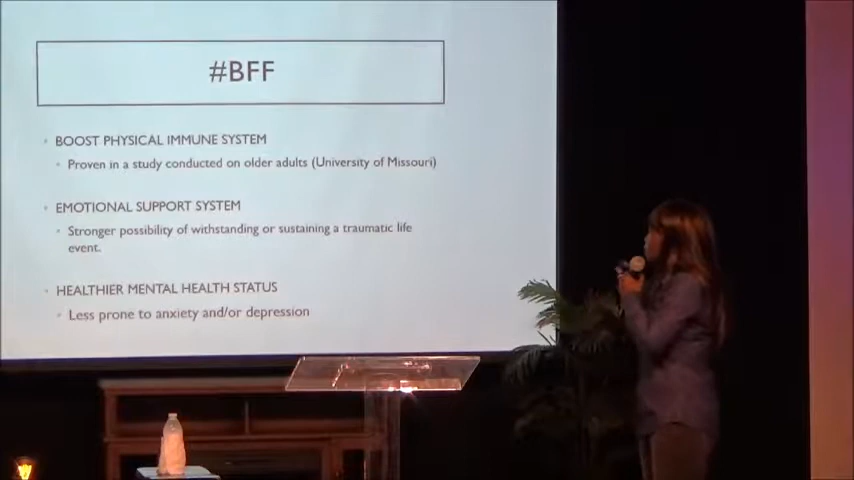 #BFF
BOOST PHYSICAL IMMUNE SYSTEM
Proven in a study conducted on older adults (University of Missouri)
EMOTIONAL SUPPORT SYSTEM
Stronger possibility of withstanding or sustaining a traumatic life
event.
HEALTHIER MENTAL HEALTH STATUS
Less prone to anxiety and/or depression